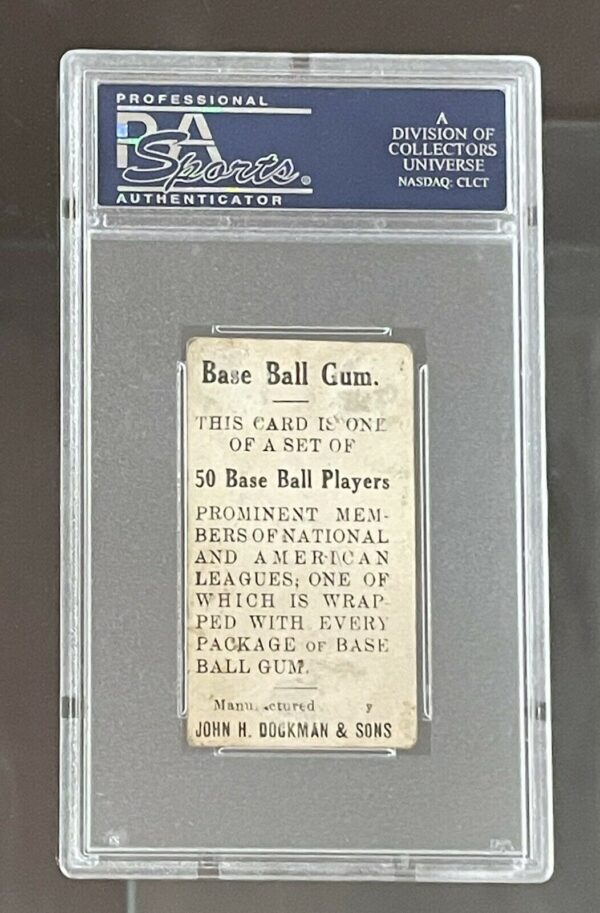 PROFESSIONAL
PSA
Sports®
AUTHENTICATOR
A
DIVISION OF
COLLECTORS
UNIVERSE
NASDAQ: CLCT
Base Ball Gum.
THIS CARD IS ONE
OF A SET OF
50 Base Ball Players
PROMINENT MEM-
BERS OF NATIONAL
AND AMERICAN
LEAGUES; ONE OF
WHICH IS WRAP-
PED WITH EVERY
PACKAGE OF BASE
BALL GUM.
JOHN H. DOCKMAN & SONS